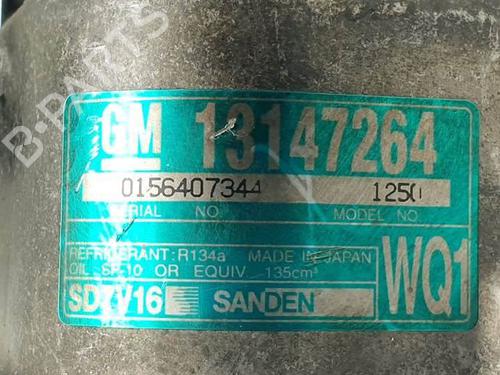 B-PARTS
GM 13147264
0156407344 1250
SERIAL NO. MODEL NO.
REFRIGERANT:R134a MADE IN JAPAN
OIL SP-10 OR EQUIV 135cm³
SD7V16 SANDEN WQ1